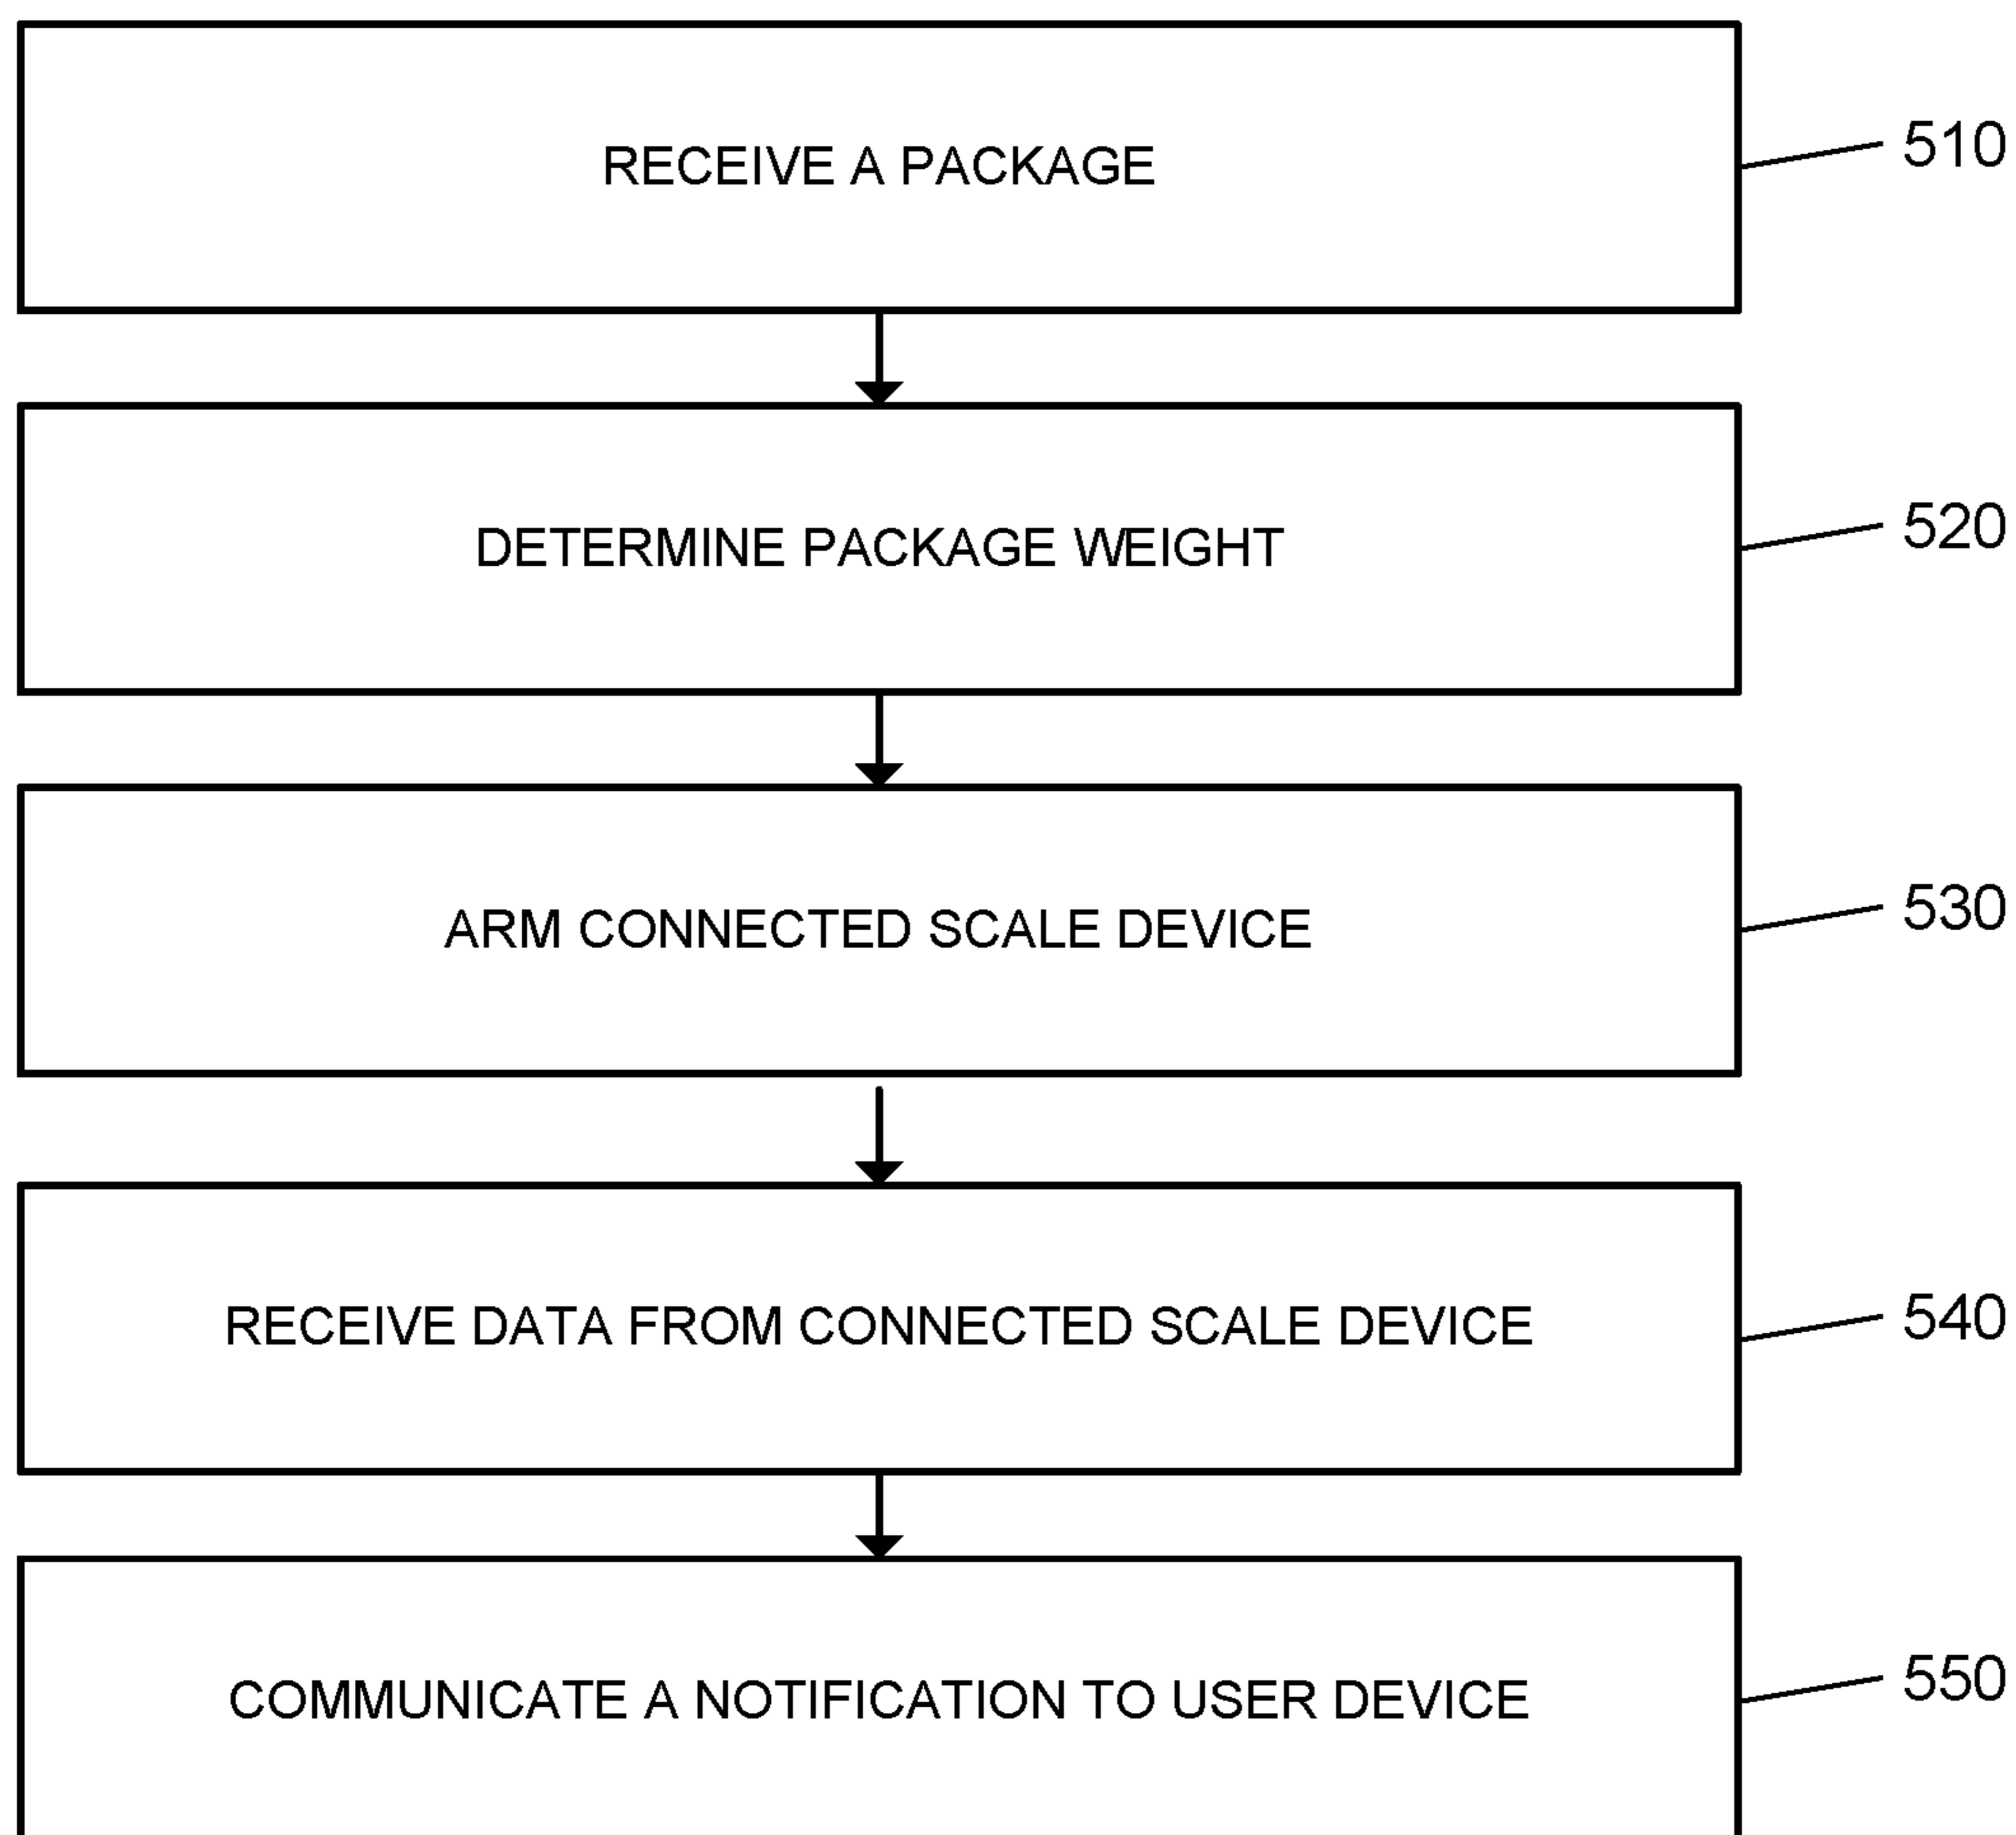 RECEIVE A PACKAGE
510
DETERMINE PACKAGE WEIGHT
520
ARM CONNECTED SCALE DEVICE
530
RECEIVE DATA FROM CONNECTED SCALE DEVICE
540
COMMUNICATE A NOTIFICATION TO USER DEVICE
550